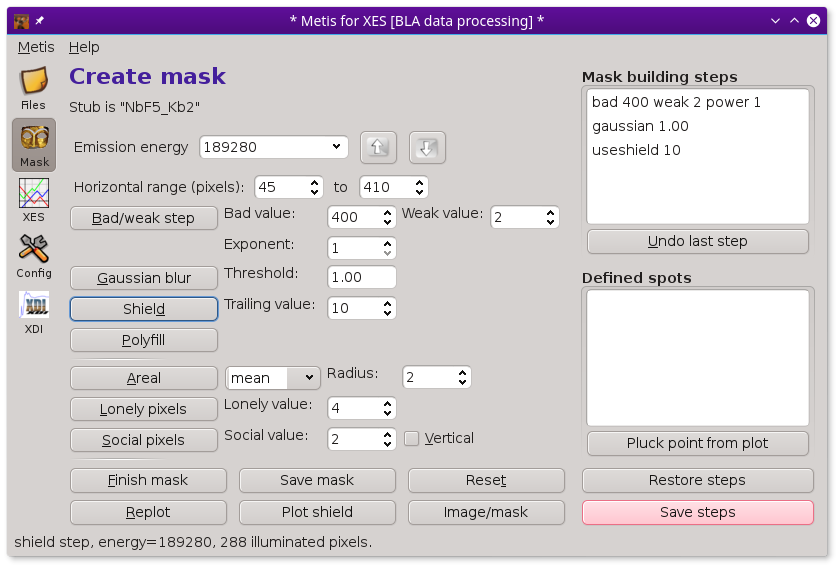 * Metis for XES [BLA data processing] *
Metis Help
Files
Mask
XES
Config
XDI
XDI
Create mask
Stub is "NbF5_Kb2"
Emission energy 189280
Horizontal range (pixels): 45 to 410
Bad/weak step Bad value: 400 Weak value: 2
Exponent: 1
Gaussian blur Threshold: 1.00
Shield Trailing value: 10
Polyfill
Areal mean Radius: 2
Lonely pixels Lonely value: 4
Social pixels Social value: 2 Vertical
Finish mask Save mask Reset
Replot Plot shield Image/mask
Mask building steps
bad 400 weak 2 power 1
gaussian 1.00
useshield 10
Undo last step
Defined spots
Pluck point from plot
Restore steps
Save steps
shield step, energy=189280, 288 illuminated pixels.